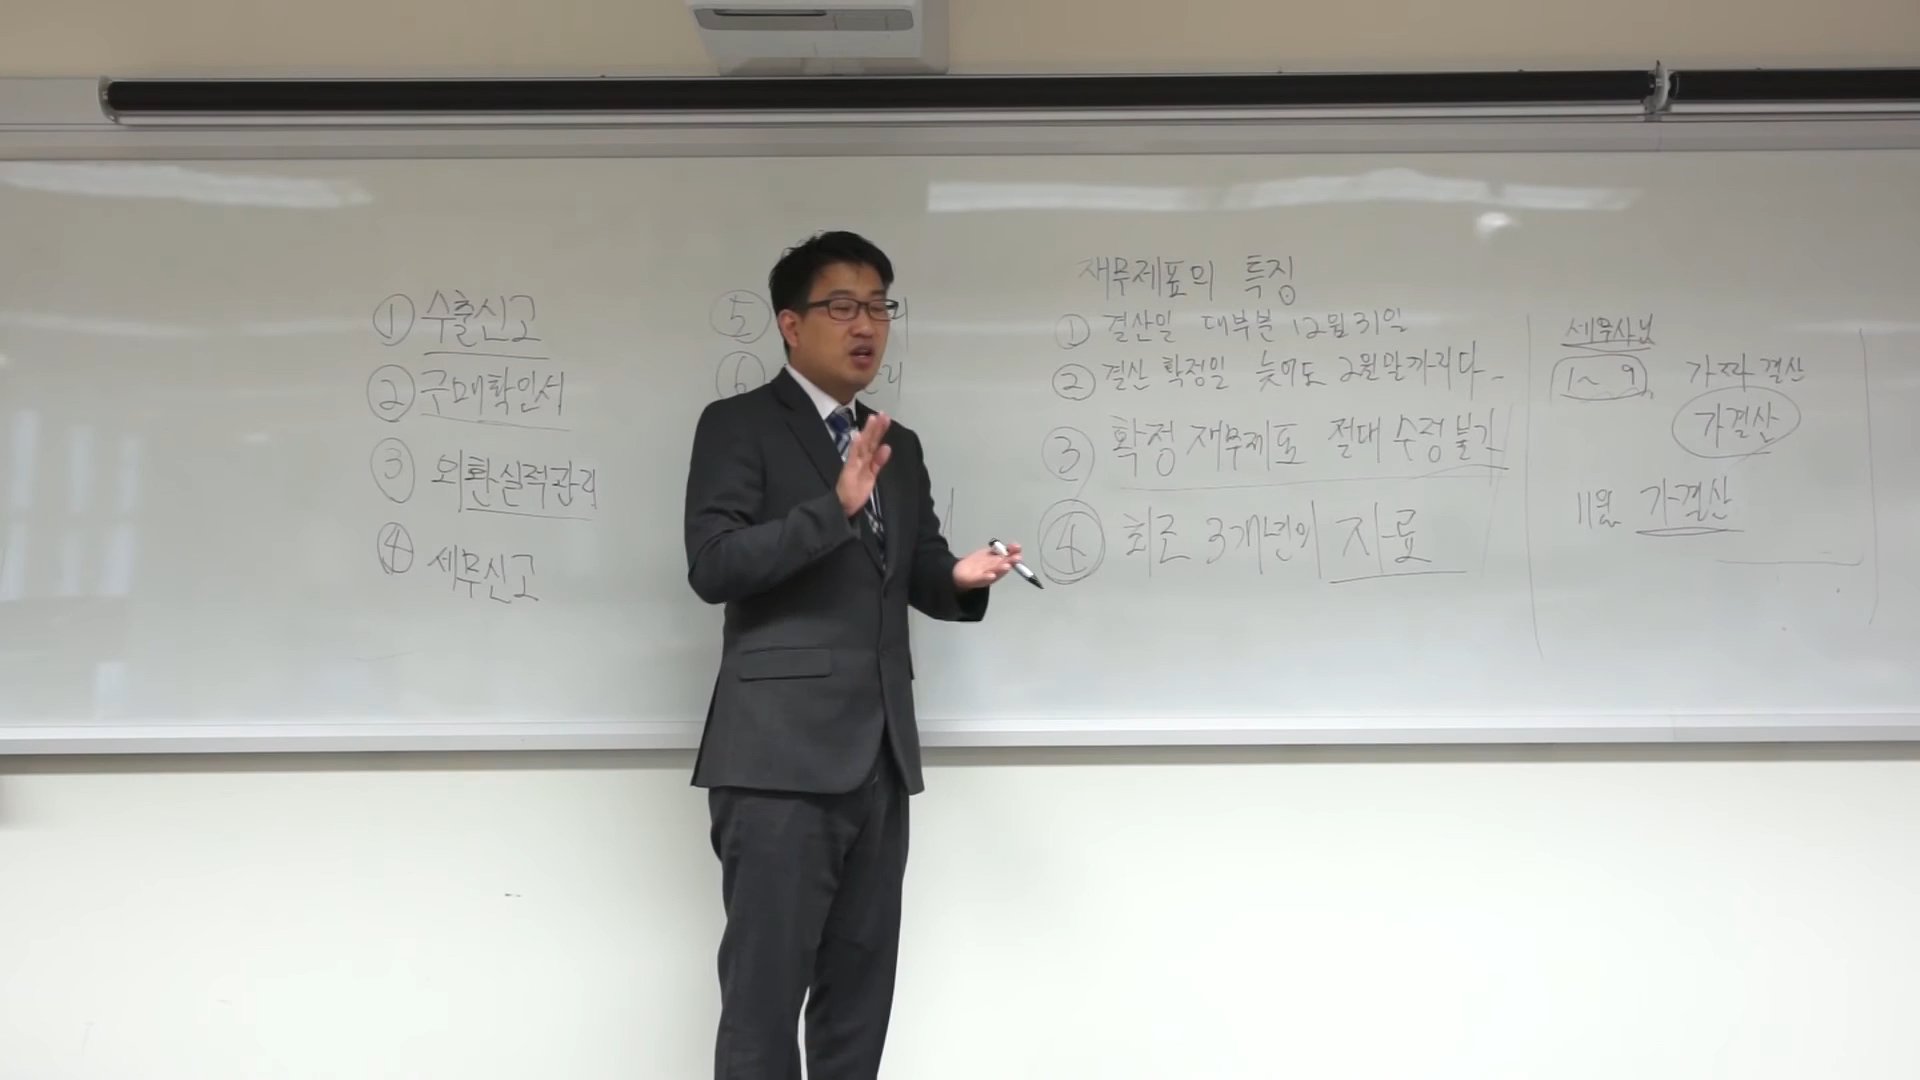 ① 수출신고
② 구매확인서
③ 외환실적관리
④ 세무신고
⑤
⑥
재무제표의 특징
① 결산일 대부분 12월 31일
② 결산 확정일 늦어도 2월말까리다
③ 확정 재무제표 절대 수정 불가
④ 최근 3개년의 자료
세무사님
1~9
가짜 결산
가결산
11월 가결산